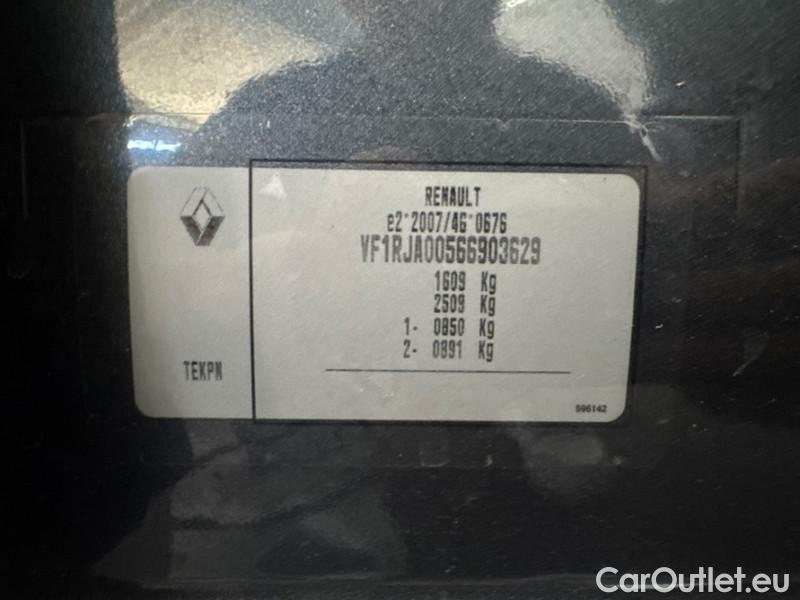 RENAULT
e2*2007/46*0676
VF1RJA00566903629
1609 Kg
2509 Kg
1- 0850 Kg
2- 0891 Kg
TEKPN
596142
CarOutlet.eu